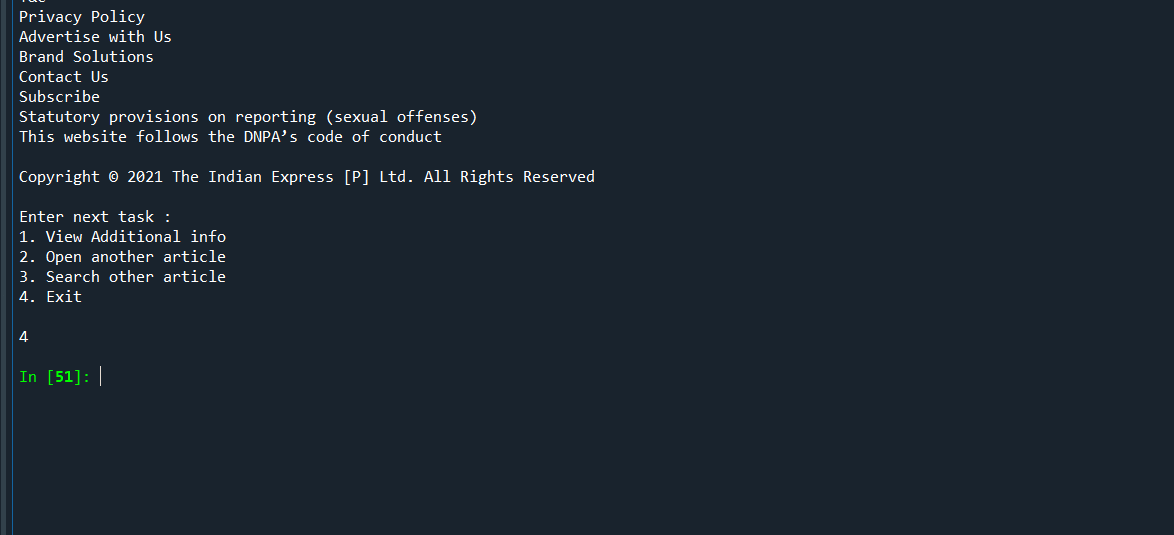 Privacy Policy
Advertise with Us
Brand Solutions
Contact Us
Subscribe
Statutory provisions on reporting (sexual offenses)
This website follows the DNPA’s code of conduct
Copyright © 2021 The Indian Express [P] Ltd. All Rights Reserved
Enter next task :
1. View Additional info
2. Open another article
3. Search other article
4. Exit
4
In [51]: